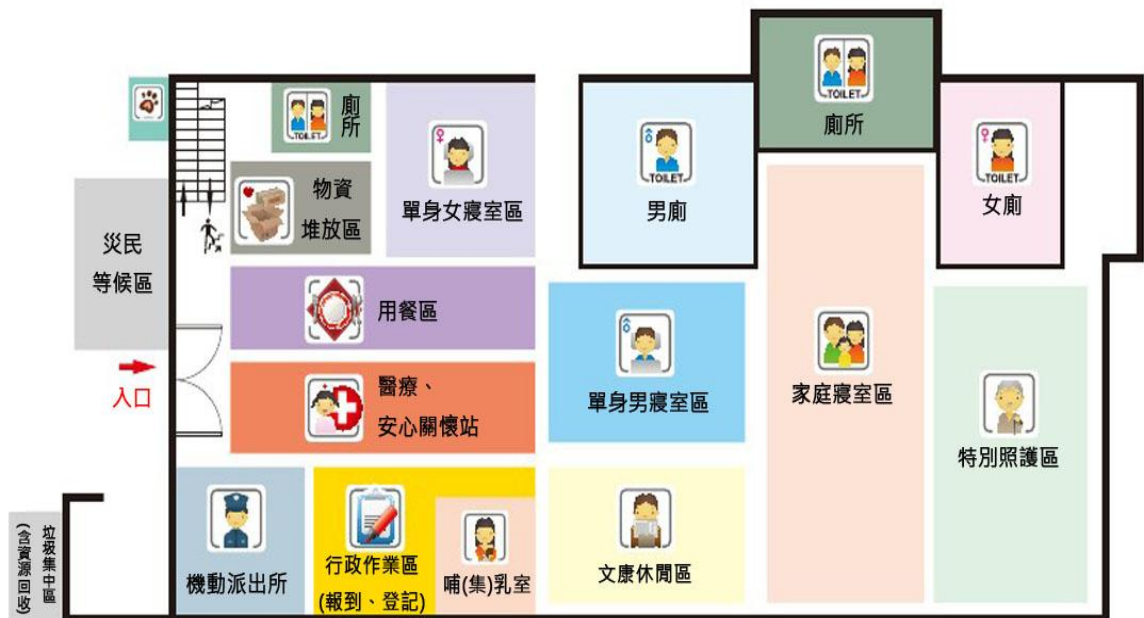 廁所
TOILET
TOILET
廁所
單身女寢室區
TOILET
男廁
TOILET
女廁
物資
堆放區
災民
等候區
用餐區
入口
醫療、
安心關懷站
單身男寢室區
家庭寢室區
特別照護區
機動派出所
行政作業區
(報到、登記)
哺(集)乳室
文康休閒區
垃圾集中區
(含資源回收)